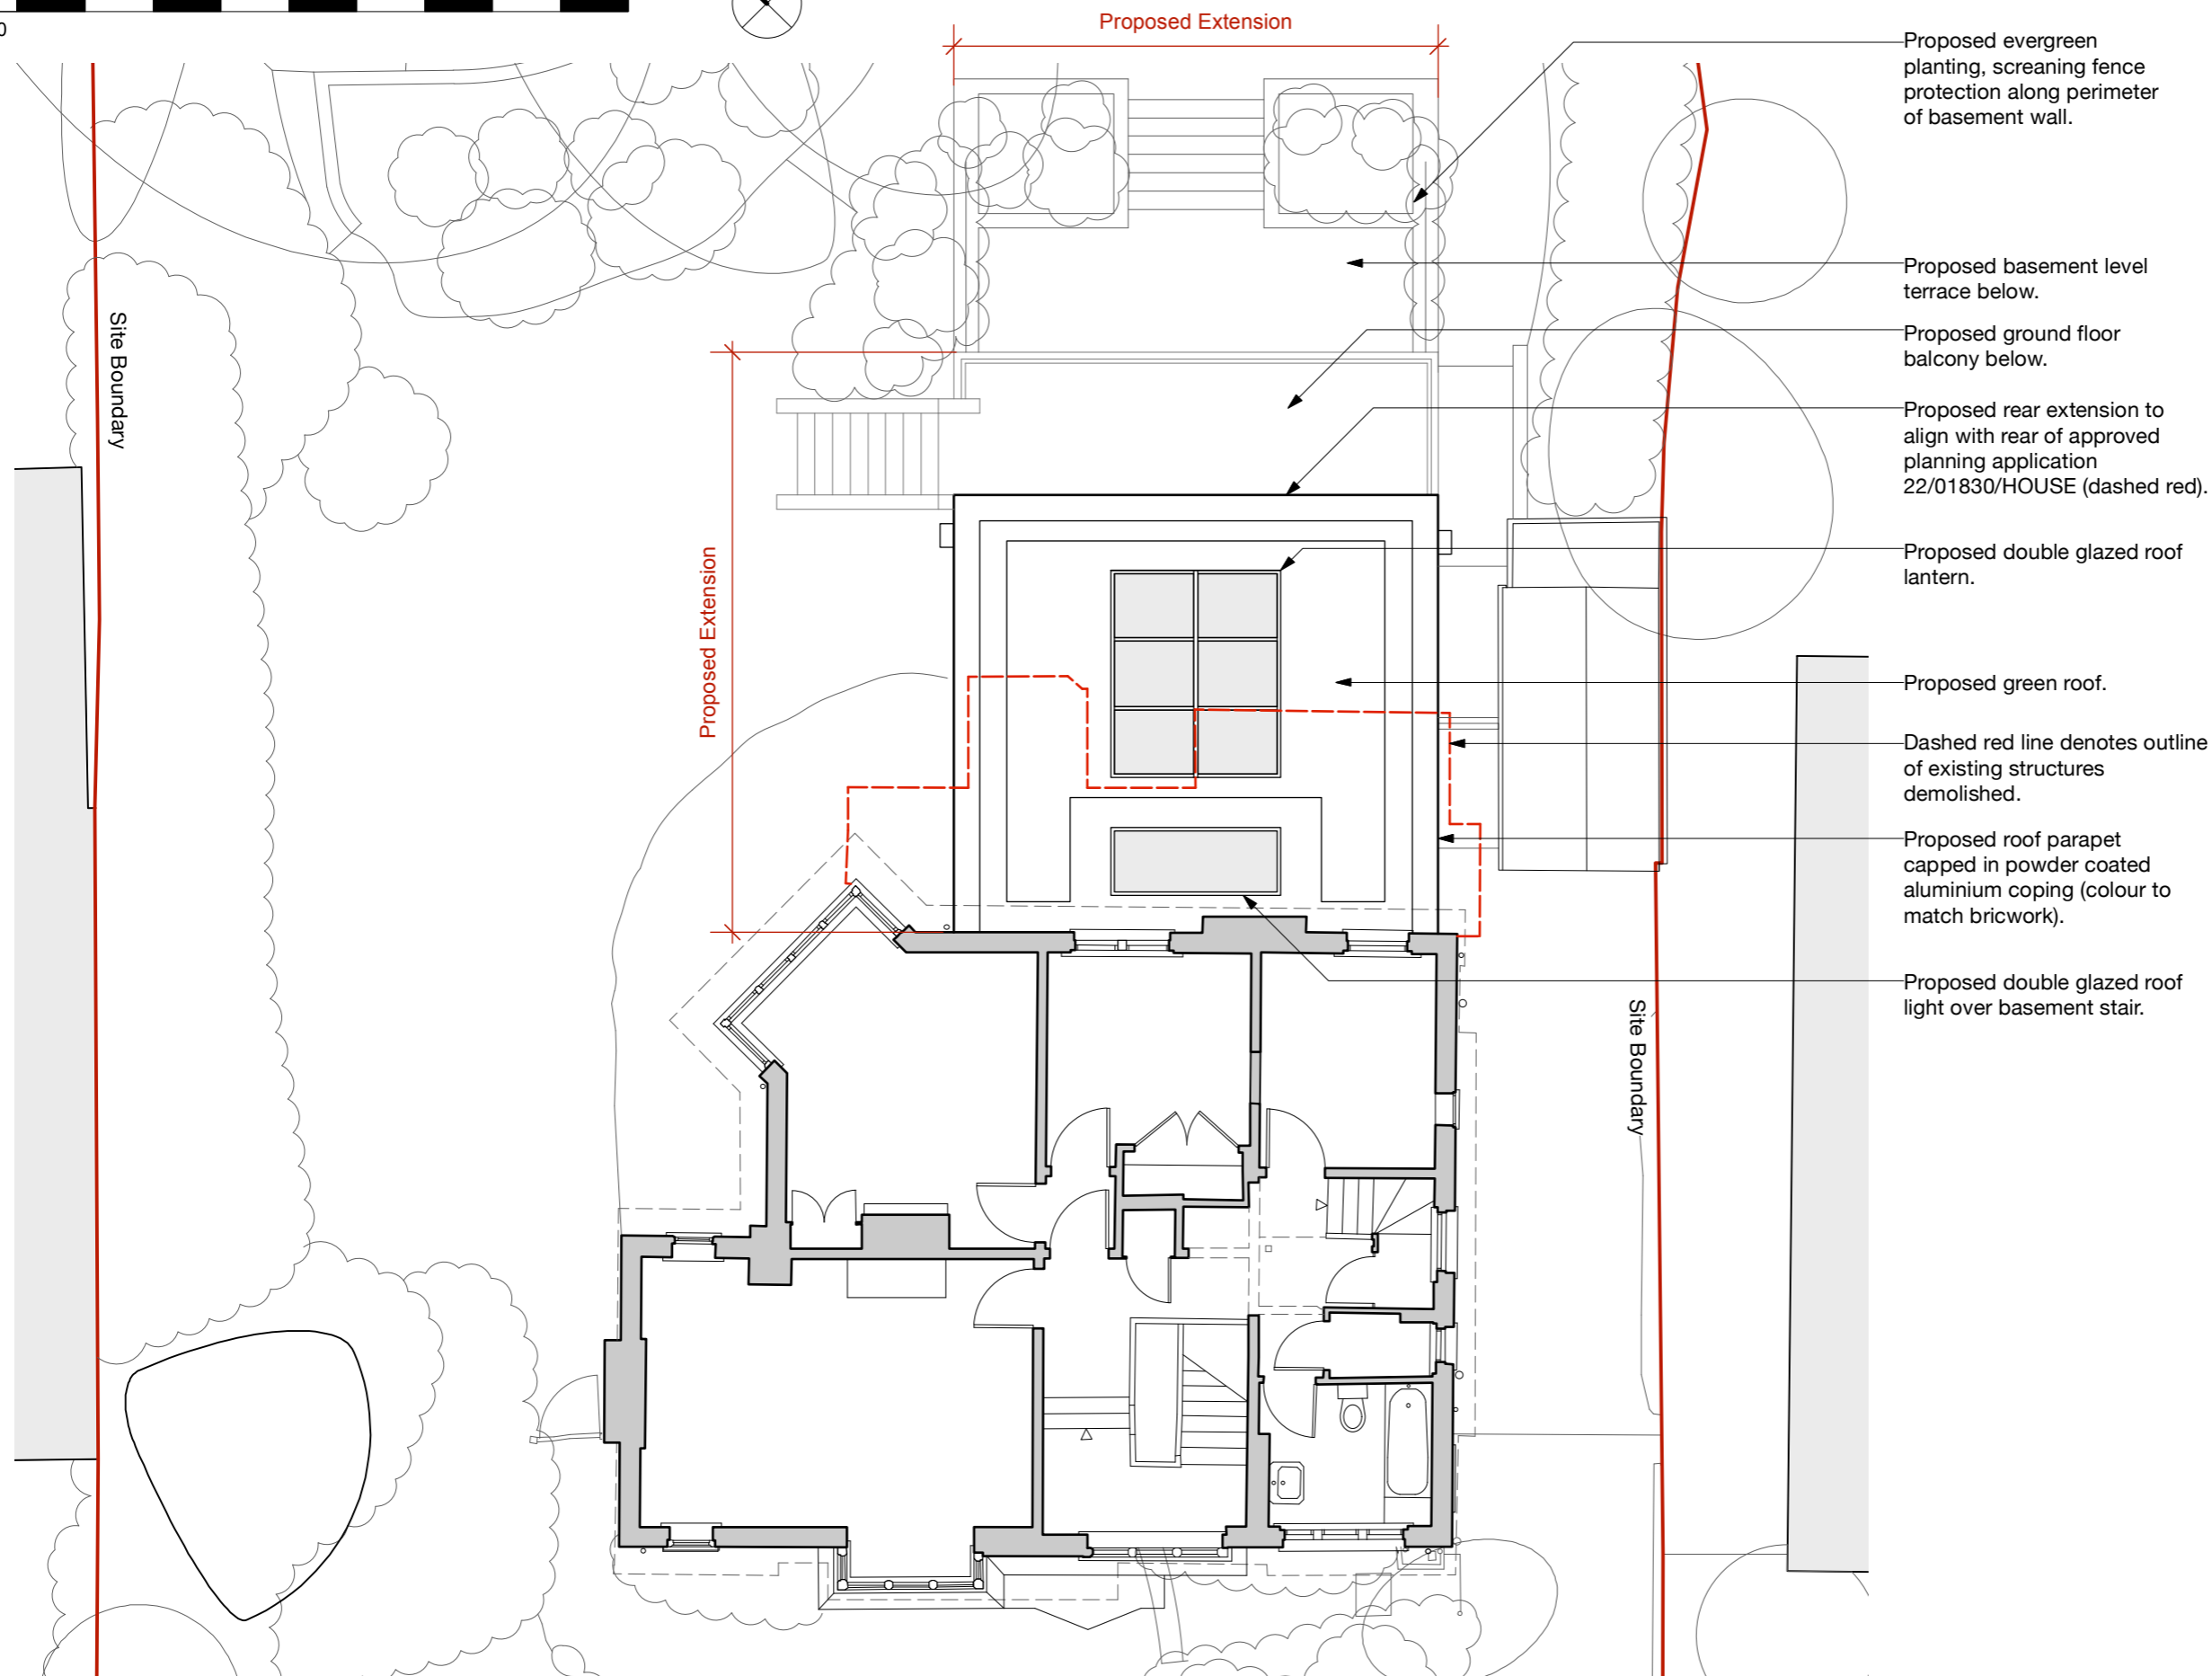 0
Proposed Extension
Proposed evergreen
planting, screaning fence
protection along perimeter
of basement wall.
Proposed basement level
terrace below.
Proposed ground floor
balcony below.
Proposed rear extension to
align with rear of approved
planning application
22/01830/HOUSE (dashed red).
Proposed double glazed roof
lantern.
Proposed green roof.
Dashed red line denotes outline
of existing structures
demolished.
Proposed roof parapet
capped in powder coated
aluminium coping (colour to
match bricwork).
Proposed double glazed roof
light over basement stair.
Site Boundary
Proposed Extension
Site Boundary